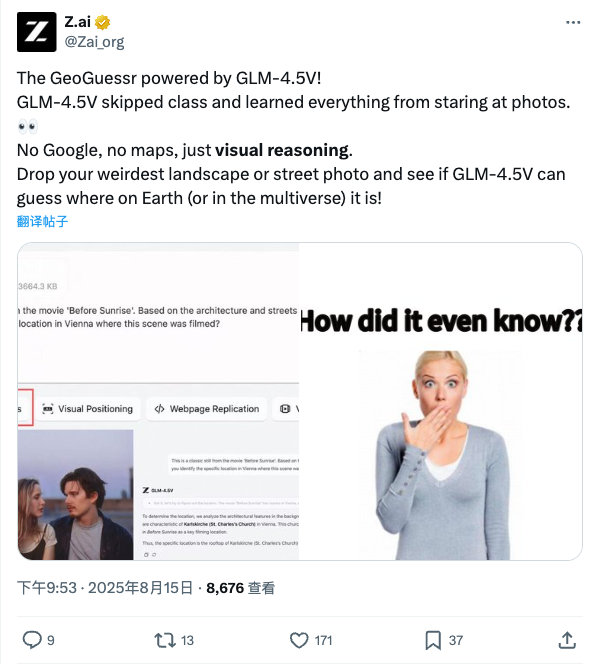 Z.ai
@Zai_org
The GeoGuessr powered by GLM-4.5V!
GLM-4.5V skipped class and learned everything from staring at photos.
👀
No Google, no maps, just visual reasoning.
Drop your weirdest landscape or street photo and see if GLM-4.5V can
guess where on Earth (or in the multiverse) it is!
翻译帖子
3664.3 KB
the movie 'Before Sunrise'. Based on the architecture and streets
location in Vienna where this scene was filmed?
How did it even know??
s
Visual Positioning
Webpage Replication
V
This is a classic still from the movie 'Before Sunrise'. Based on
you identify the specific location in Vienna where this scene wa
GLM-4.5V
To determine the location, we analyze the architectural features in the backg
are characteristic of Karlskirche (St. Charles's Church) in Vienna. This churc
in Before Sunrise as a key filming location.
Thus, the specific location is the rooftop of Karlskirche (St. Charles's Church)
下午9:53 · 2025年8月15日 · 8,676 查看
9
13
171
37